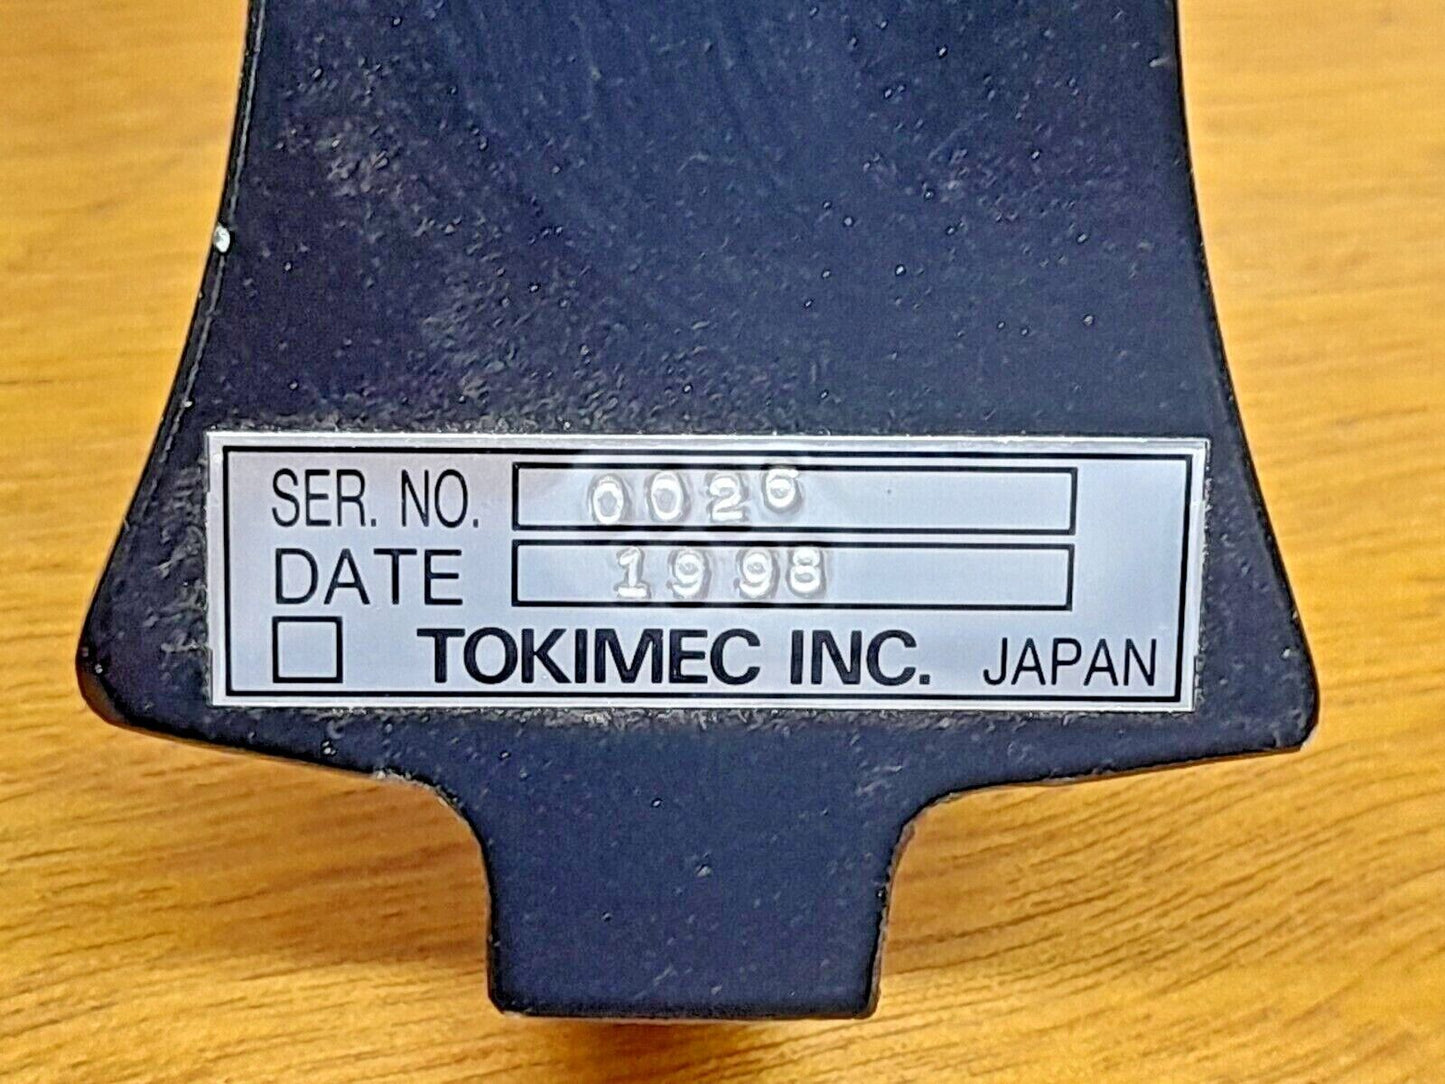 SER. NO. 0026
DATE 1998
TOKIMEC INC. JAPAN